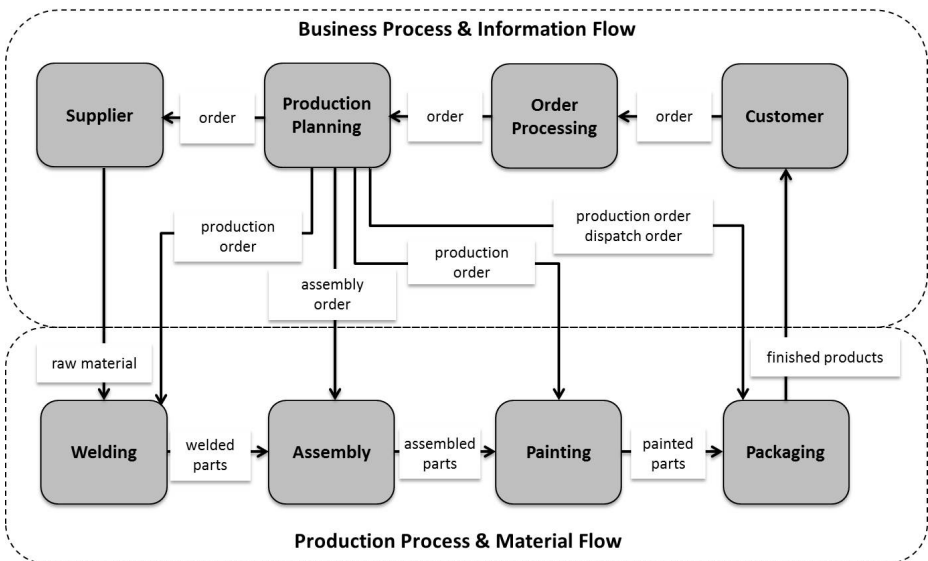 Business Process & Information Flow
Supplier
order
Production
Planning
order
Order
Processing
order
Customer
production
order
assembly
order
production
order
production order
dispatch order
raw material
finished products
Welding
welded
parts
Assembly
assembled
parts
Painting
painted
parts
Packaging
Production Process & Material Flow